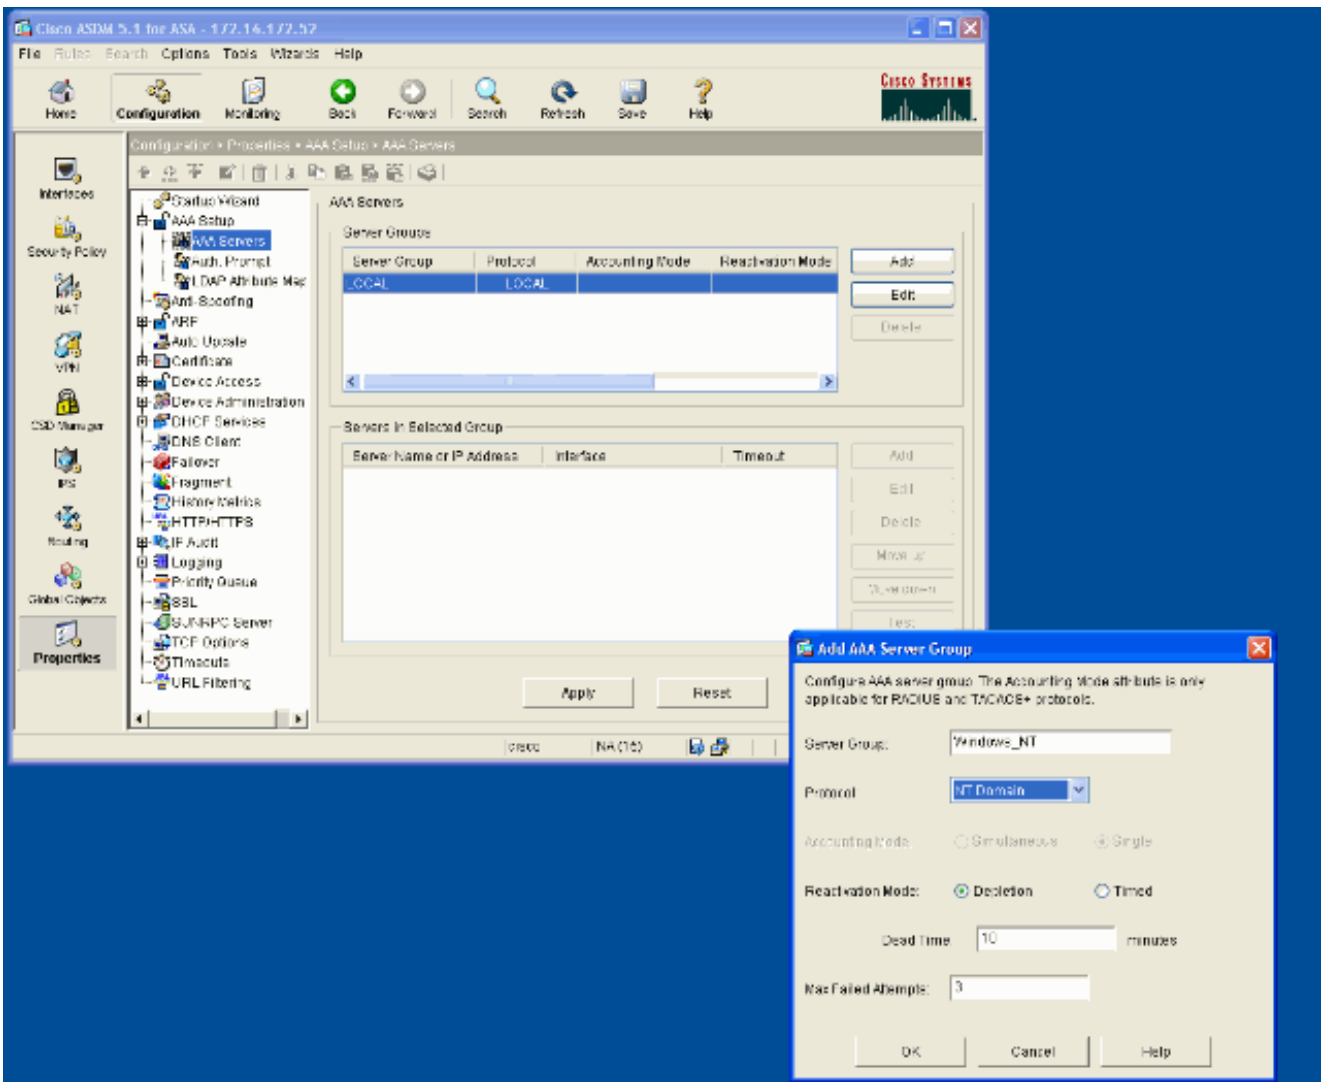 Cisco ASDM 5.1 for ASA - 172.16.172.52
File Rules Search Options Tools Wizards Help
Home Configuration Monitoring Back Forward Search Refresh Save Help
CISCO SYSTEMS
Configuration > Properties > AAA Setup > AAA Servers
Interfaces
Security Policy
NAT
VPN
CSD Manager
IPS
Routing
Global Objects
Properties
Startup Wizard
AAA Setup
AAA Servers
Auth. Prompt
LDAP Attribute Map
Anti-Spoofing
ARP
Auto Update
Certificate
Device Access
Device Administration
DHCP Services
DNS Client
Failover
Fragment
History Metrics
HTTP/HTTPS
IP Audit
Logging
Priority Queue
SSL
SUNRPC Server
TCP Options
Timeouts
URL Filtering
AAA Servers
Server Groups
Server Group Protocol Accounting Mode Reactivation Mode
LOCAL LOCAL
Add
Edit
Delete
Servers in Selected Group
Server Name or IP Address Interface Timeout
Add
Edit
Delete
Move up
Move down
Test
Apply Reset
cisco NA (15)
Add AAA Server Group
Configure AAA server group. The Accounting Mode attribute is only
applicable for RADIUS and TACACS+ protocols.
Server Group: Windows_NT
Protocol NT Domain
Accounting Mode: Simultaneous Single
Reactivation Mode: Depletion Timed
Dead Time: 10 minutes
Max Failed Attempts: 3
OK Cancel Help